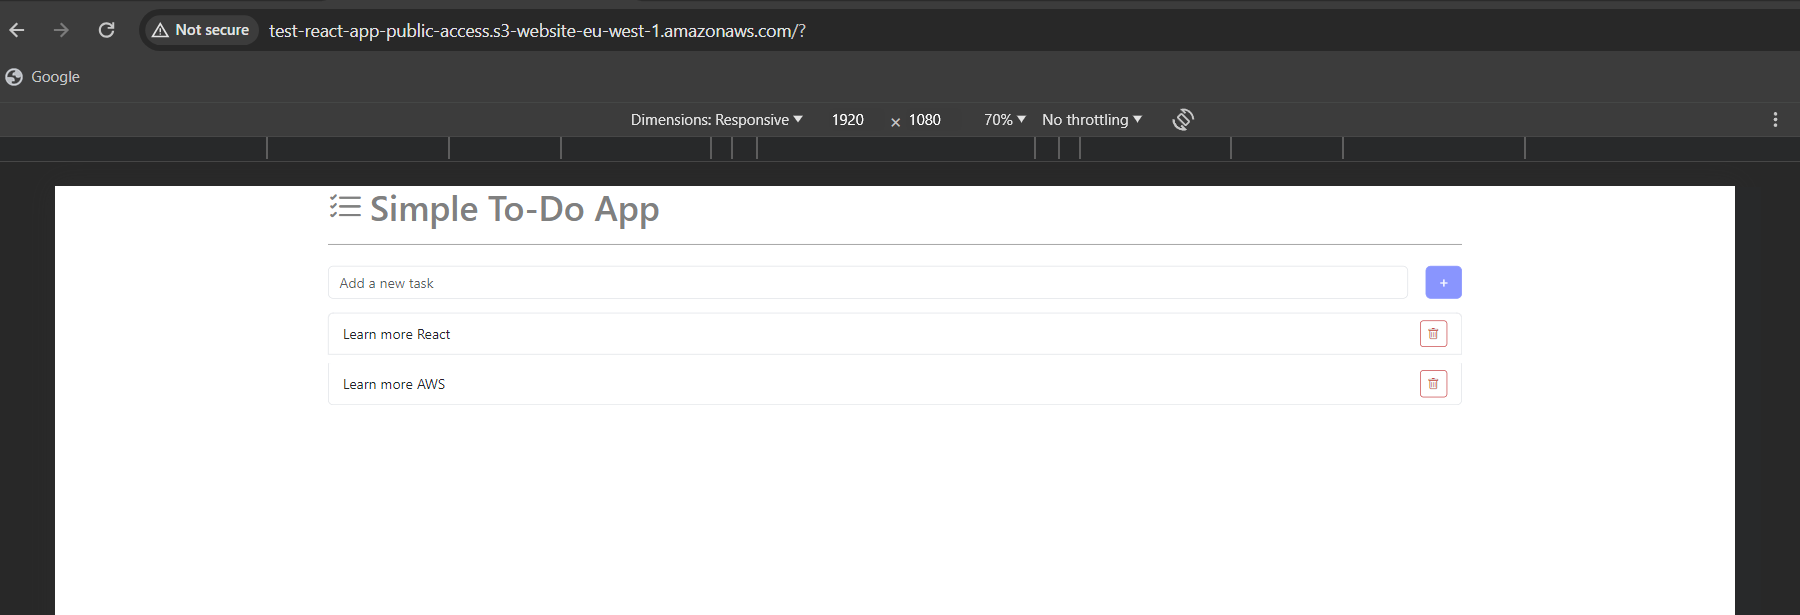 Not secure test-react-app-public-access.s3-website-eu-west-1.amazonaws.com/?
Google
Dimensions: Responsive 1920 × 1080 70% No throttling
Simple To-Do App
Add a new task +
Learn more React
Learn more AWS